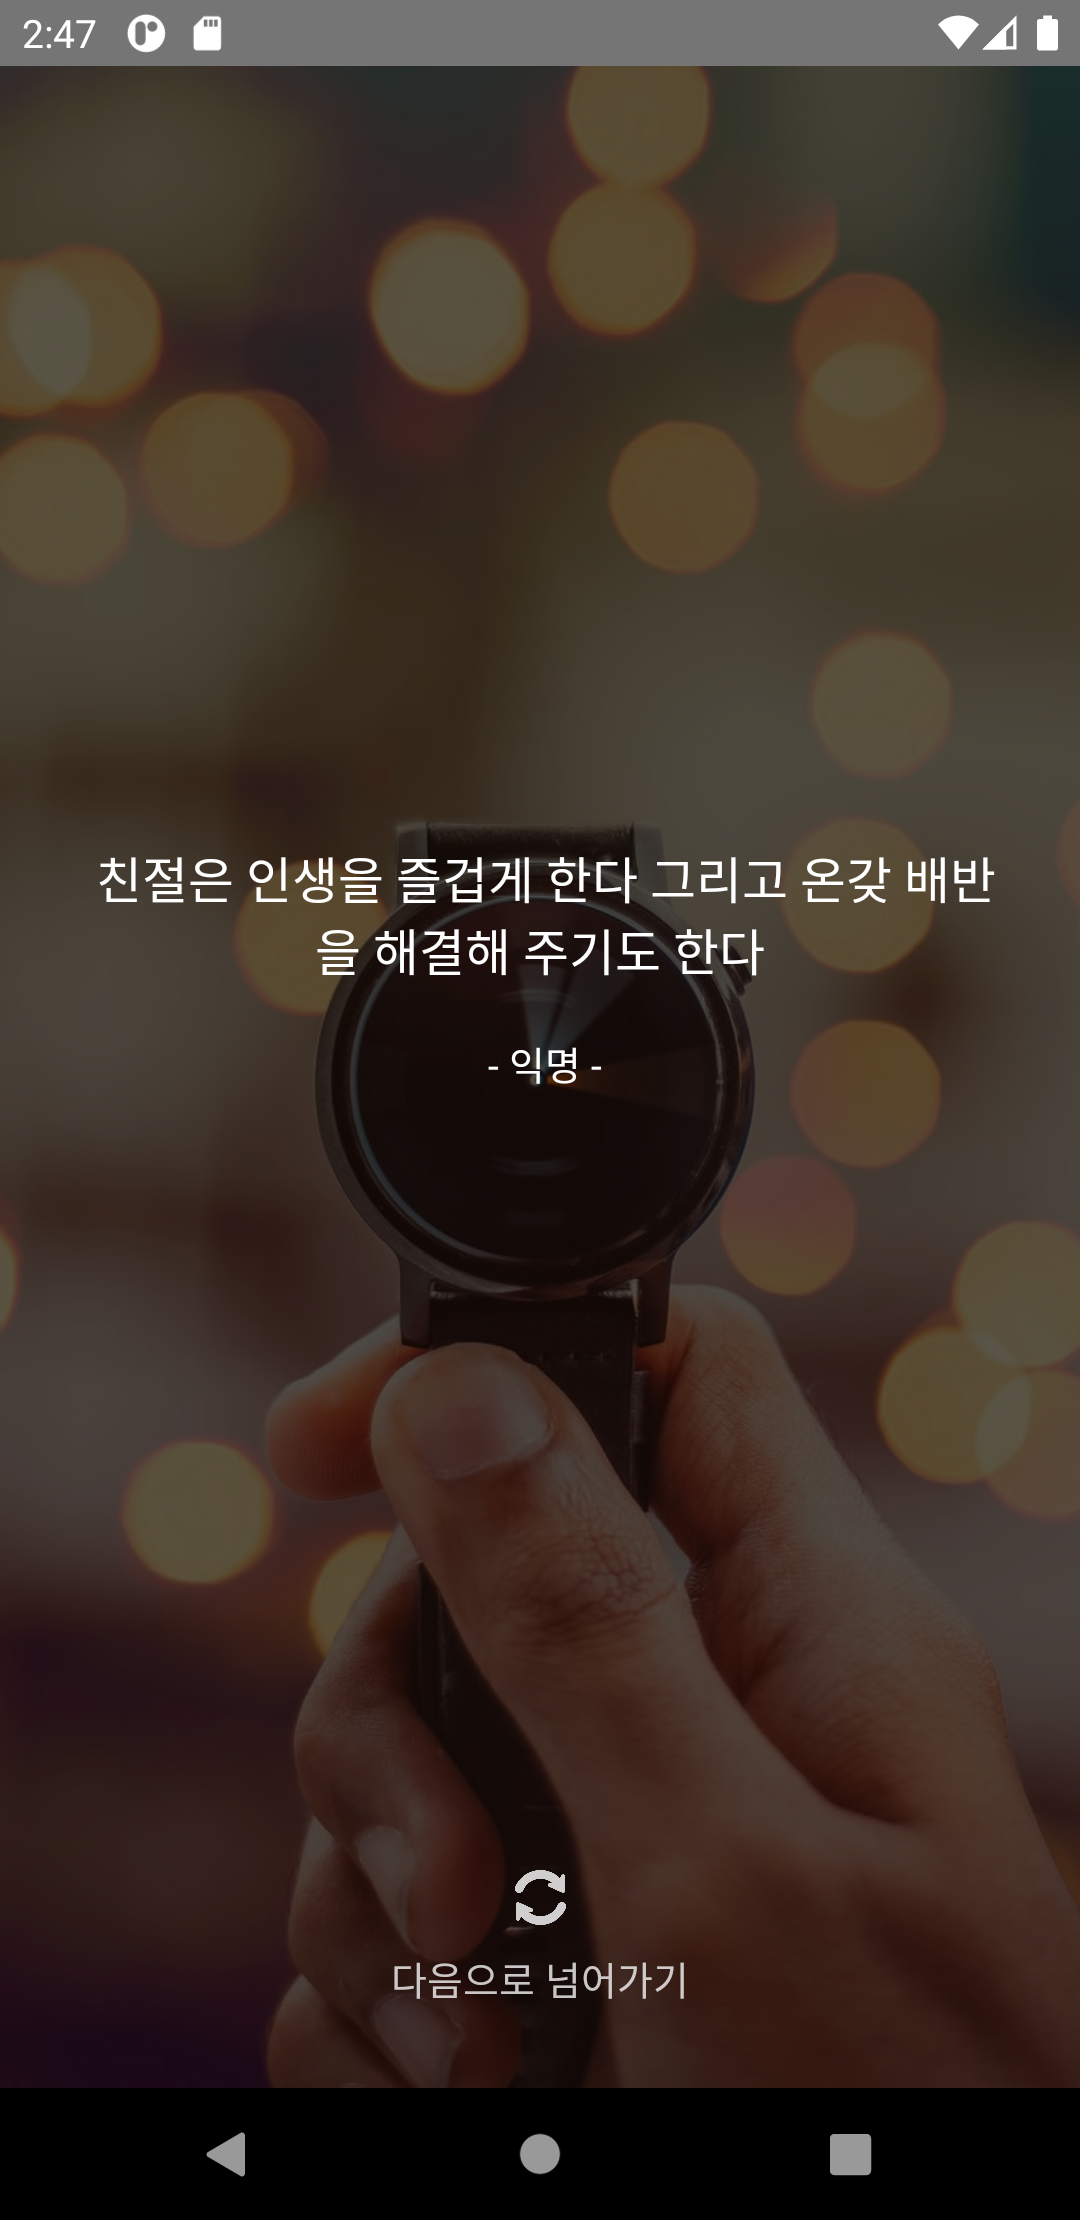 2:47
친절은 인생을 즐겁게 한다 그리고 온갖 배반
을 해결해 주기도 한다
- 익명 -
다음으로 넘어가기